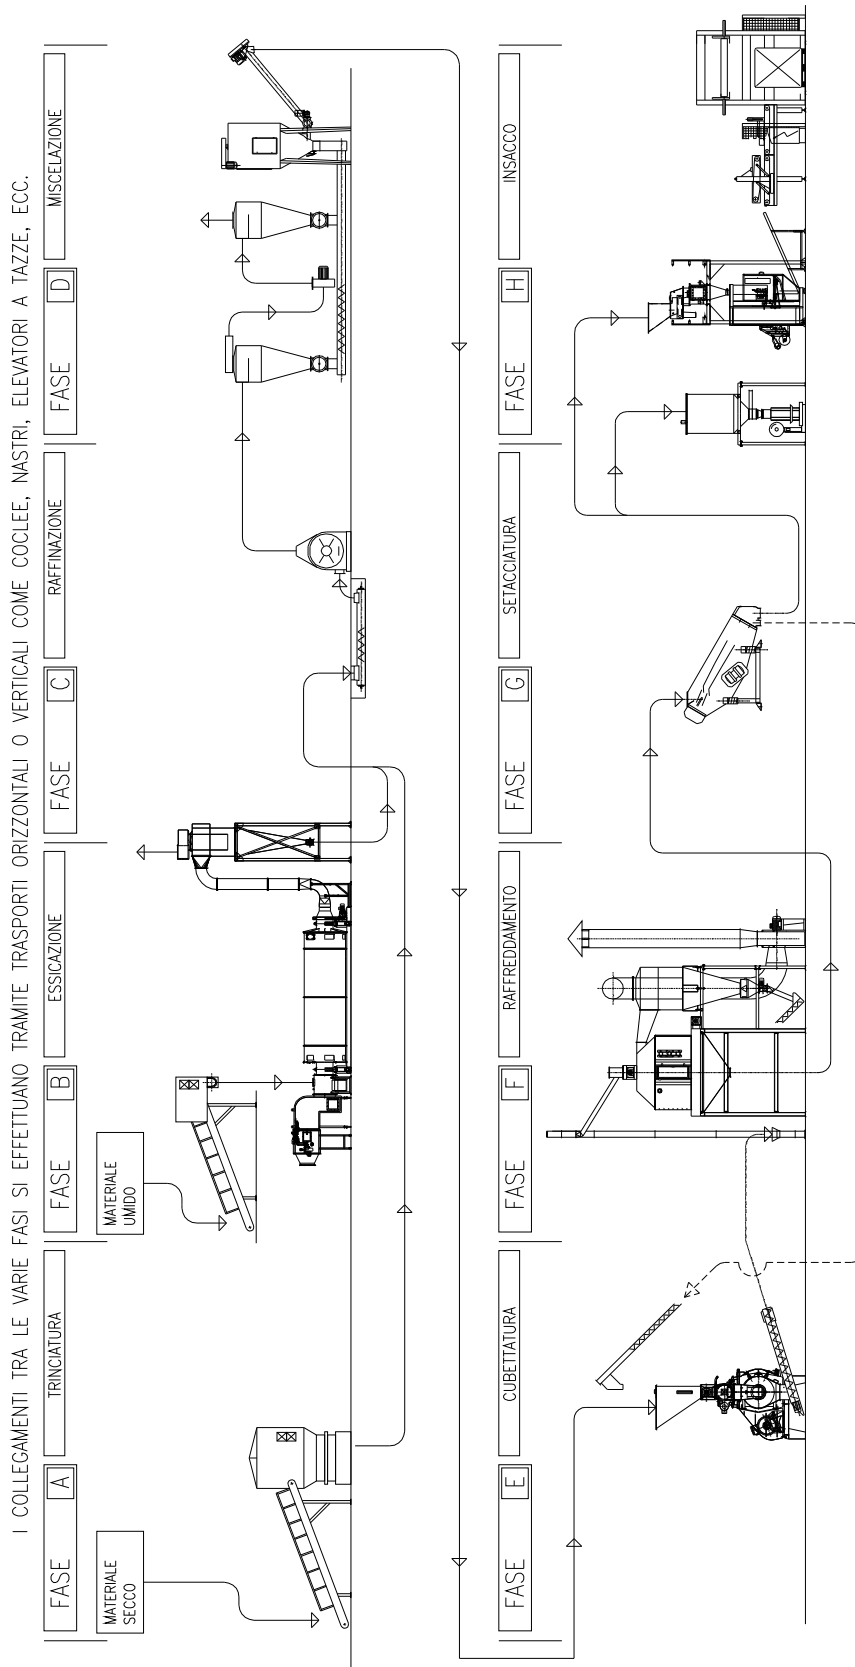 I COLLEGAMENTI TRA LE VARIE FASI SI EFFETTUANO TRAMITE TRASPORTI ORIZZONTALI O VERTICALI COME COCLEE, NASTRI, ELEVATORI A TAZZE, ECC.
FASE A
TRINCIATURA
FASE B
ESSICAZIONE
FASE C
RAFFINAZIONE
FASE D
MISCELAZIONE
MATERIALE
SECCO
MATERIALE
UMIDO
FASE E
CUBETTATURA
FASE F
RAFFREDDAMENTO
FASE G
SETACCIATURA
FASE H
INSACCO